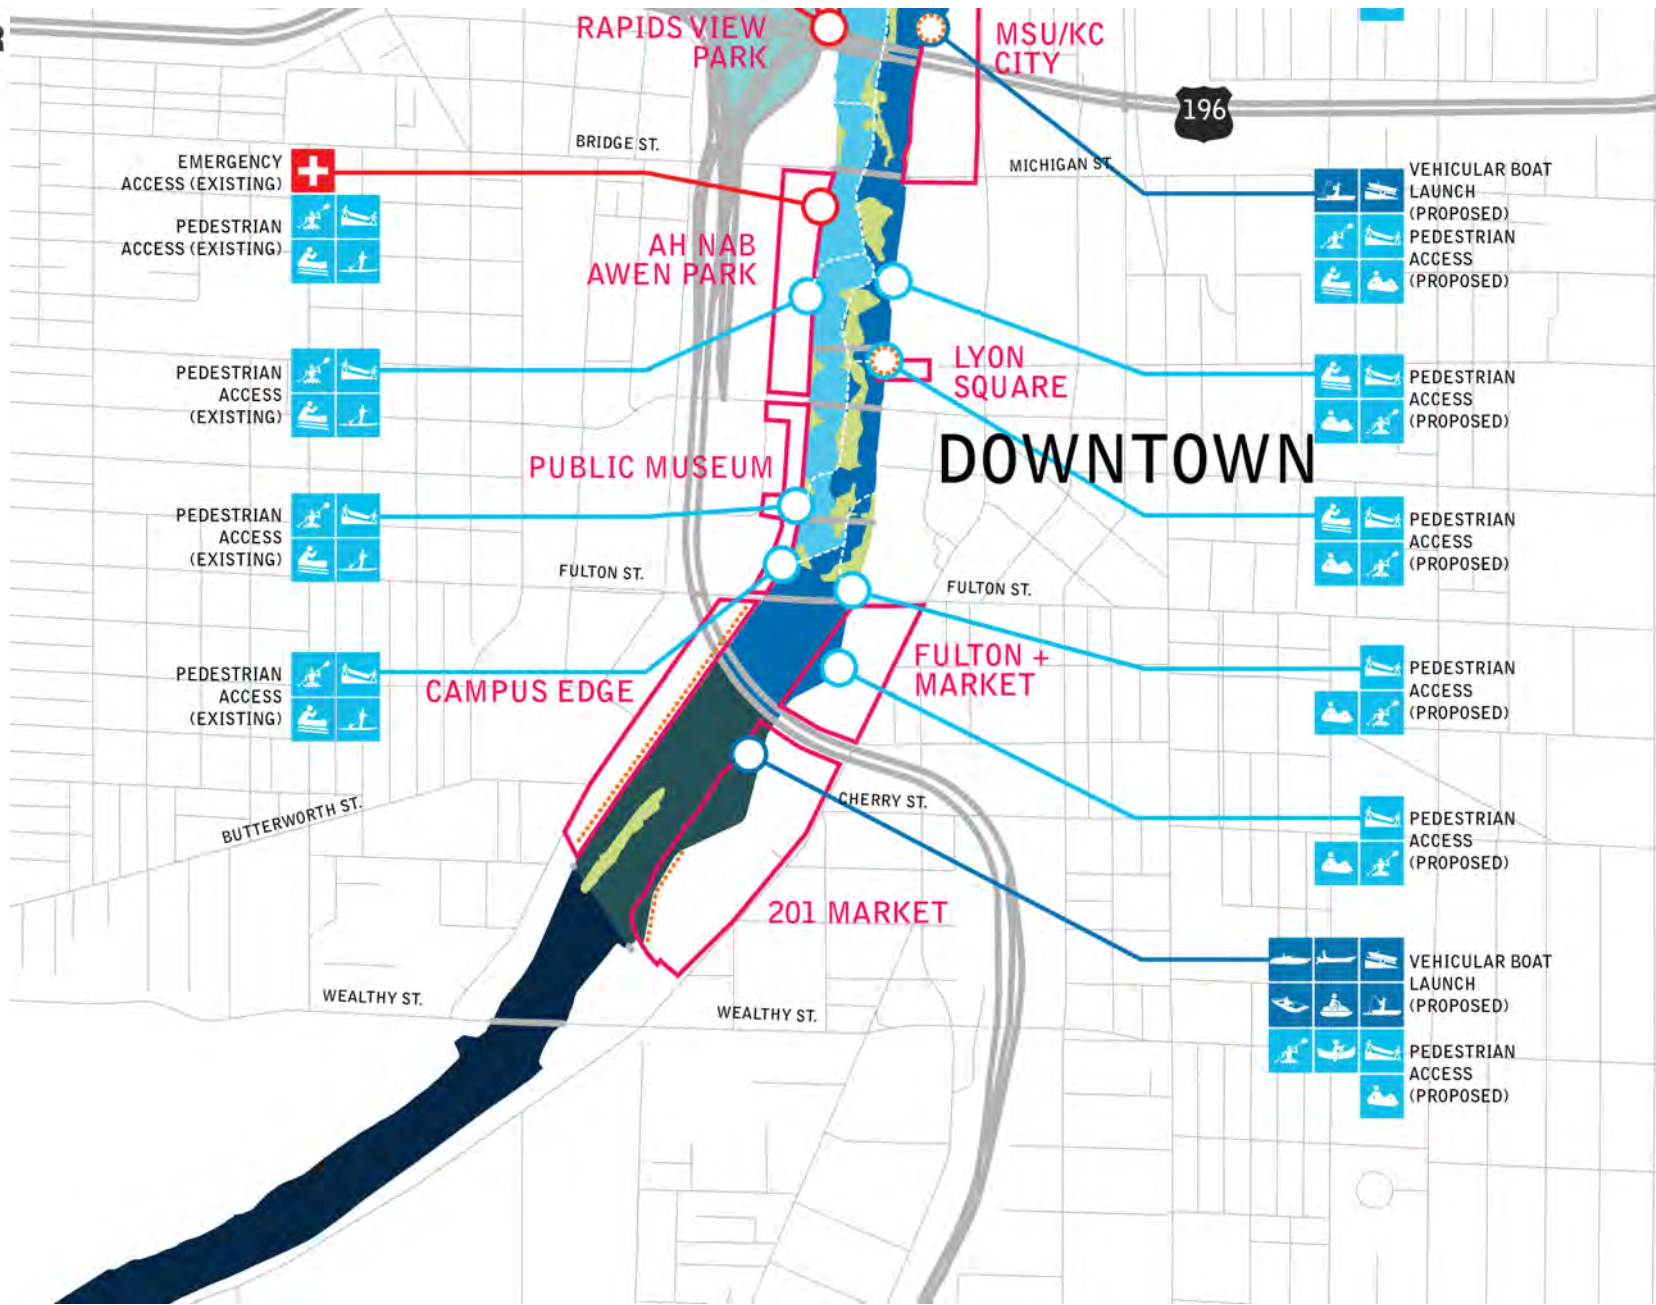 R
RAPIDS VIEW
PARK
MSU/KC
CITY
196
BRIDGE ST.
MICHIGAN ST.
EMERGENCY
ACCESS (EXISTING)
PEDESTRIAN
ACCESS (EXISTING)
VEHICULAR BOAT
LAUNCH
(PROPOSED)
PEDESTRIAN
ACCESS
(PROPOSED)
AH NAB
AWEN PARK
LYON
SQUARE
PEDESTRIAN
ACCESS
(EXISTING)
PEDESTRIAN
ACCESS
(PROPOSED)
DOWNTOWN
PUBLIC MUSEUM
PEDESTRIAN
ACCESS
(EXISTING)
PEDESTRIAN
ACCESS
(PROPOSED)
FULTON ST.
FULTON ST.
FULTON +
MARKET
PEDESTRIAN
ACCESS
(EXISTING)
CAMPUS EDGE
PEDESTRIAN
ACCESS
(PROPOSED)
BUTTERWORTH ST.
CHERRY ST.
PEDESTRIAN
ACCESS
(PROPOSED)
201 MARKET
VEHICULAR BOAT
LAUNCH
(PROPOSED)
PEDESTRIAN
ACCESS
(PROPOSED)
WEALTHY ST.
WEALTHY ST.